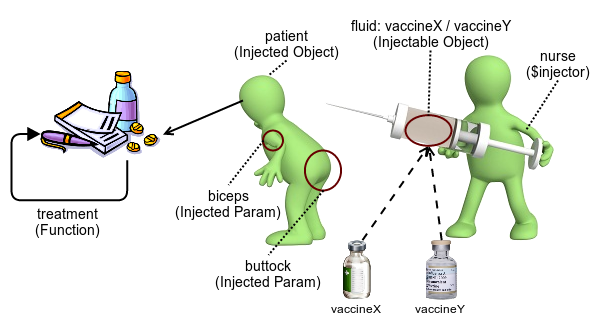 fluid: vaccineX / vaccineY
(Injectable Object)
patient
(Injected Object)
nurse
($injector)
biceps
(Injected Param)
treatment
(Function)
buttock
(Injected Param)
vaccineX
vaccineY